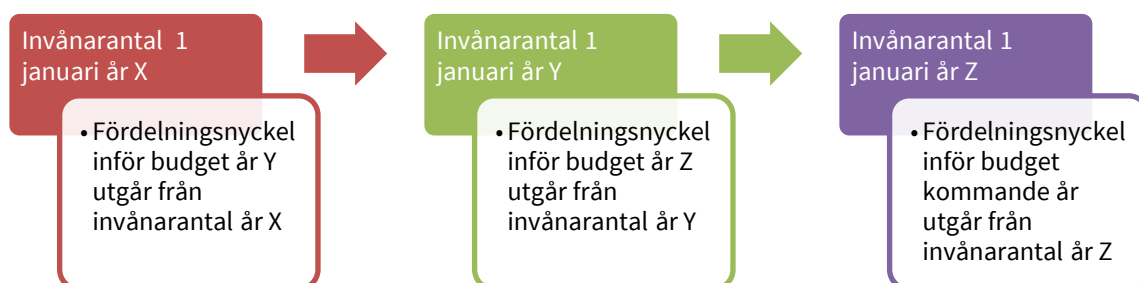 Invånarantal 1
januari år X
• Fördelningsnyckel
inför budget år Y
utgår från
invånarantal år X
Invånarantal 1
januari år Y
• Fördelningsnyckel
inför budget år Z
utgår från
invånarantal år Y
Invånarantal 1
januari år Z
• Fördelningsnyckel
inför budget
kommande år
utgår från
invånarantal år Z